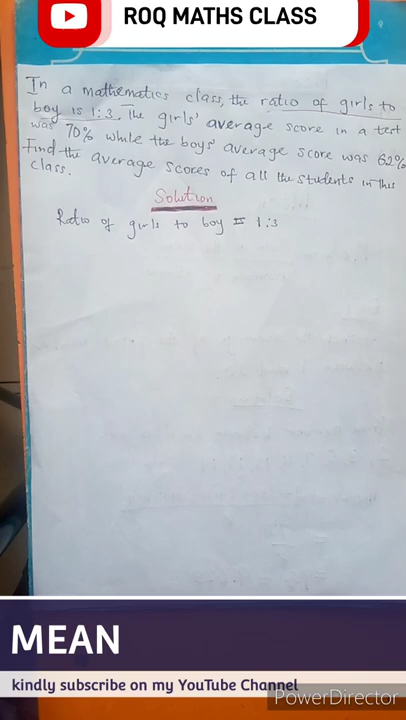 ROQ MATHS CLASS
In a mathematics class, the ratio of girls to
boy is 1:3. The girls' average score in a test
was 70% while the boys' average score was 62%
Find the average scores of all the students in this
class.
Solution
Ratio of girls to boy = 1:3
MEAN
kindly subscribe on my YouTube Channel
PowerDirector